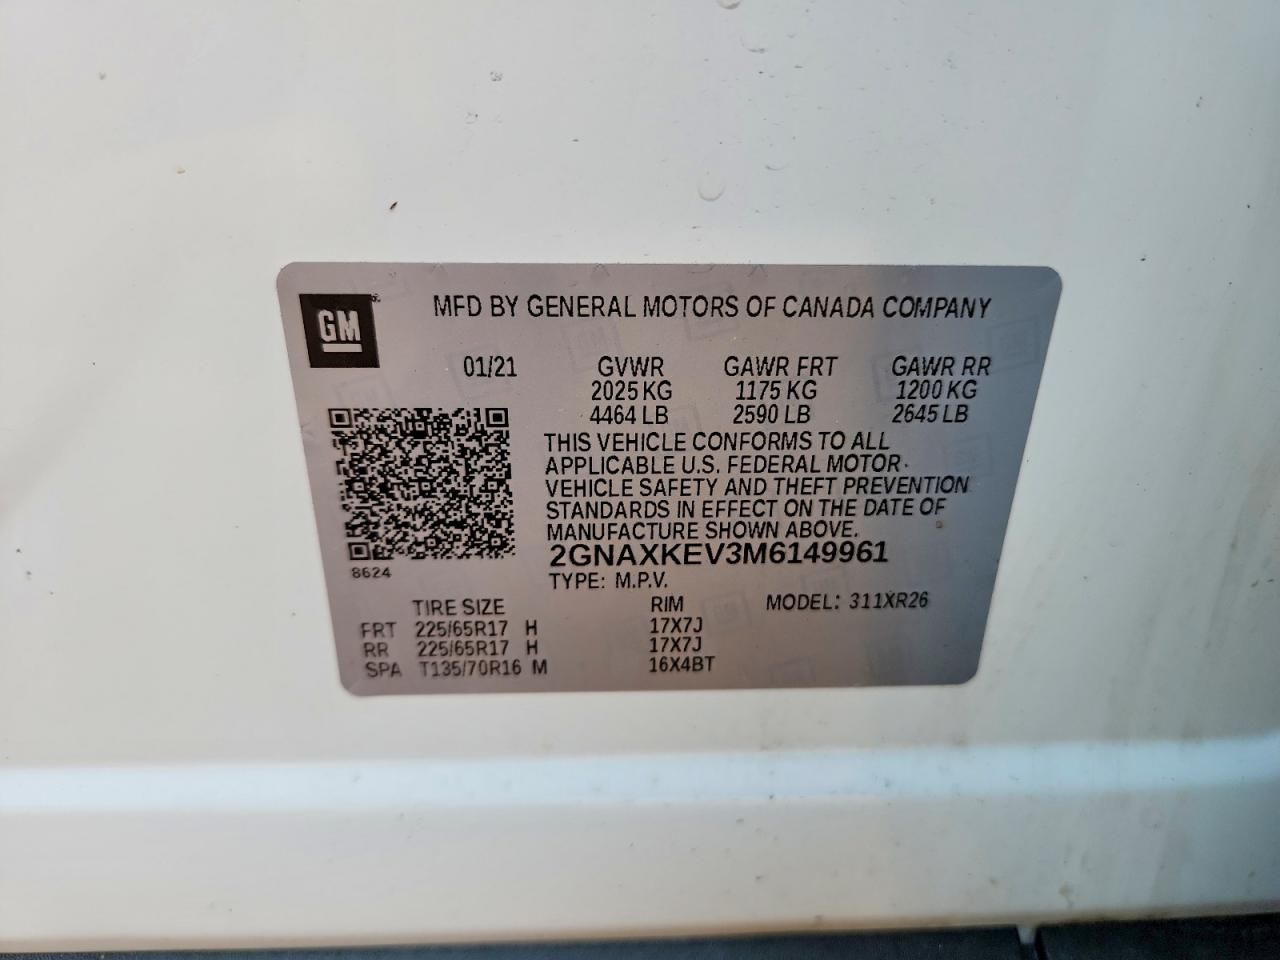 GM
MFD BY GENERAL MOTORS OF CANADA COMPANY
01/21 GVWR GAWR FRT GAWR RR
2025 KG 1175 KG 1200 KG
4464 LB 2590 LB 2645 LB
THIS VEHICLE CONFORMS TO ALL
APPLICABLE U.S. FEDERAL MOTOR
VEHICLE SAFETY AND THEFT PREVENTION
STANDARDS IN EFFECT ON THE DATE OF
MANUFACTURE SHOWN ABOVE.
2GNAXKEV3M6149961
8624
TYPE: M.P.V.
TIRE SIZE RIM MODEL: 311XR26
FRT 225/65R17 H 17X7J
RR 225/65R17 H 17X7J
SPA T135/70R16 M 16X4BT